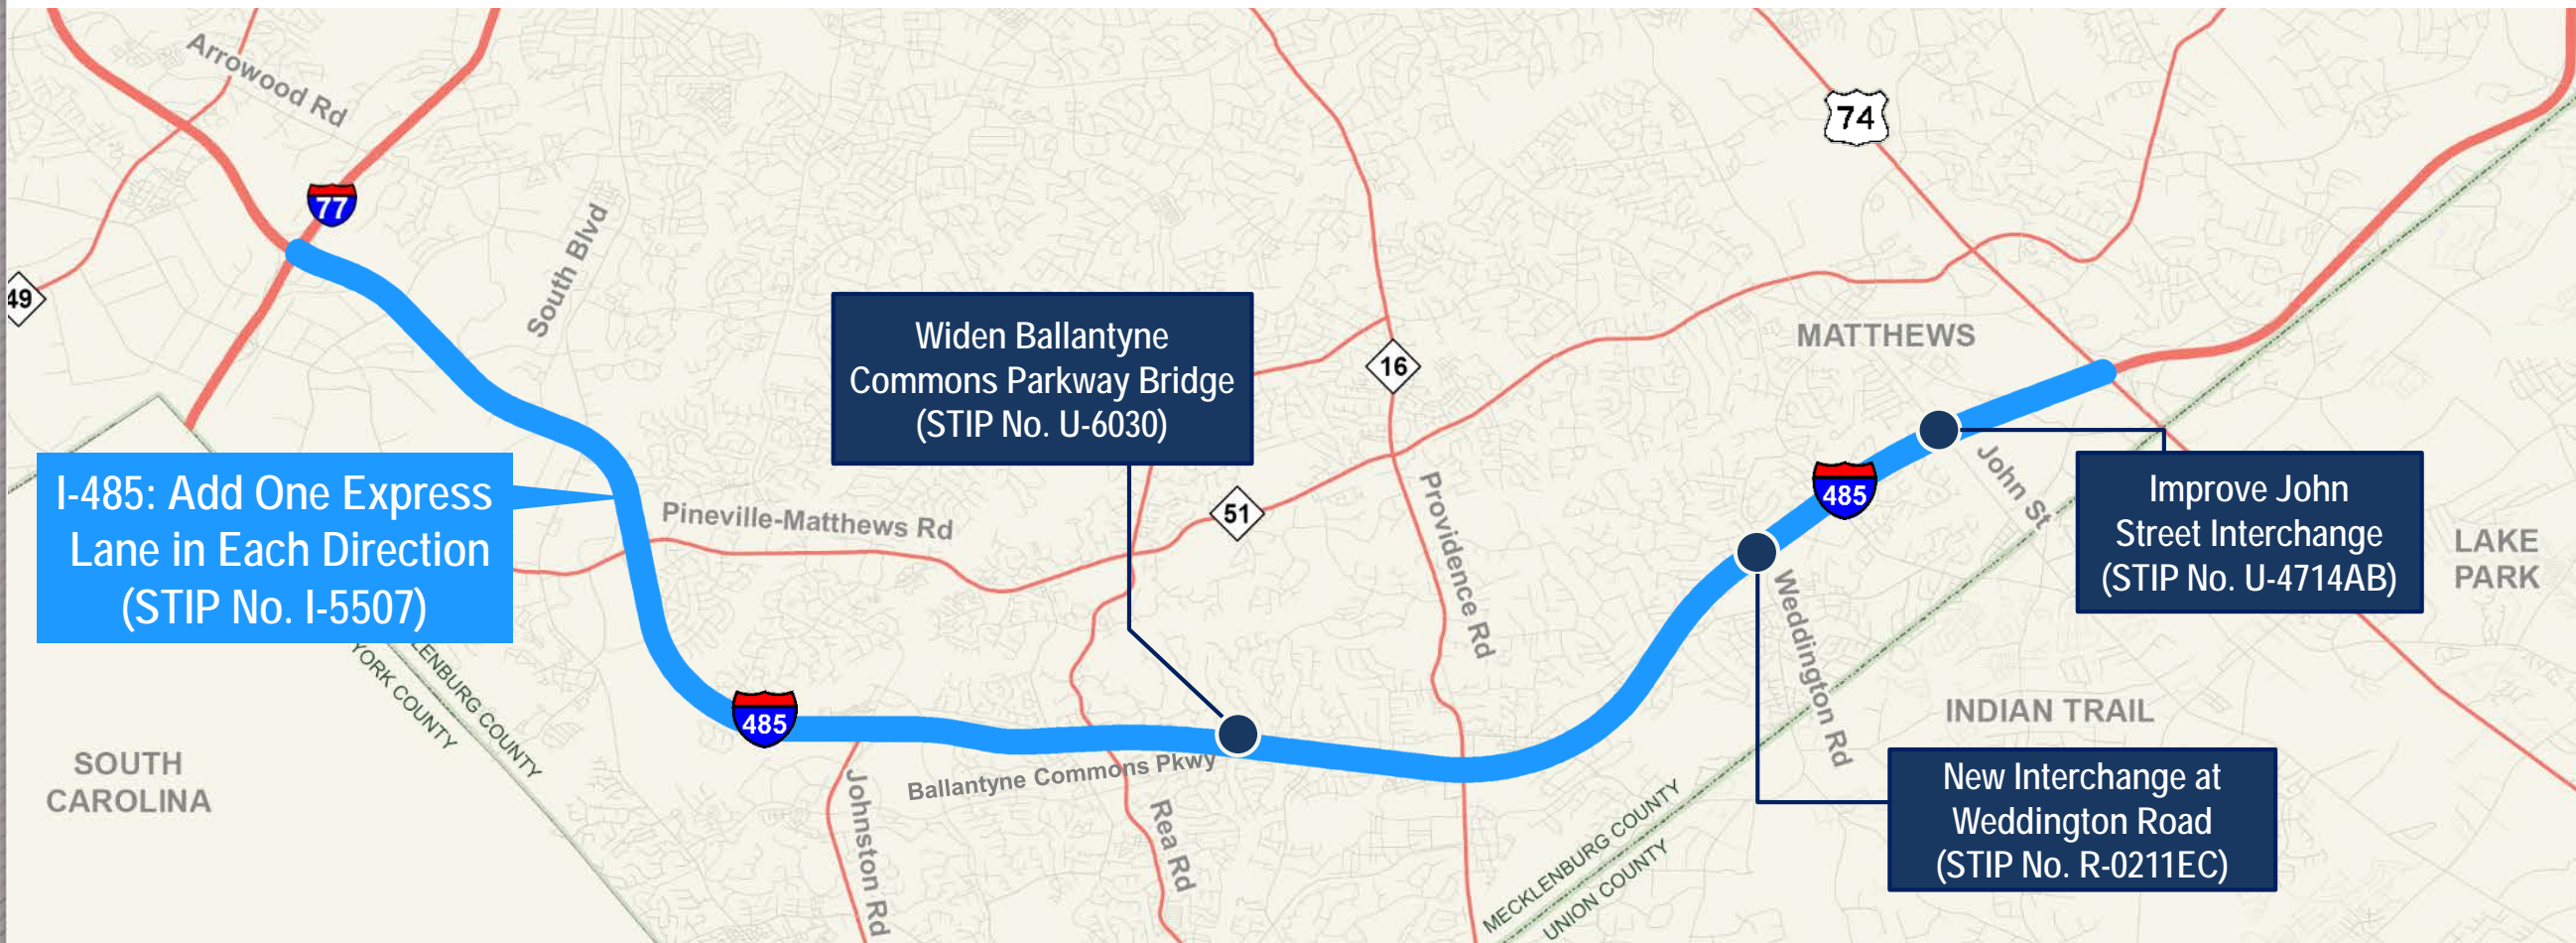 Arrowood Rd
77
49
South Blvd
74
16
MATTHEWS
Widen Ballantyne
Commons Parkway Bridge
(STIP No. U-6030)
I-485: Add One Express
Lane in Each Direction
(STIP No. I-5507)
Pineville-Matthews Rd
51
Providence Rd
485
John St
Improve John
Street Interchange
(STIP No. U-4714AB)
LAKE
PARK
Weddington Rd
INDIAN TRAIL
New Interchange at
Weddington Road
(STIP No. R-0211EC)
YORK COUNTY
LENBURG COUNTY
SOUTH
CAROLINA
485
Ballantyne Commons Pkwy
Johnston Rd
Rea Rd
MECKLENBURG COUNTY
UNION COUNTY